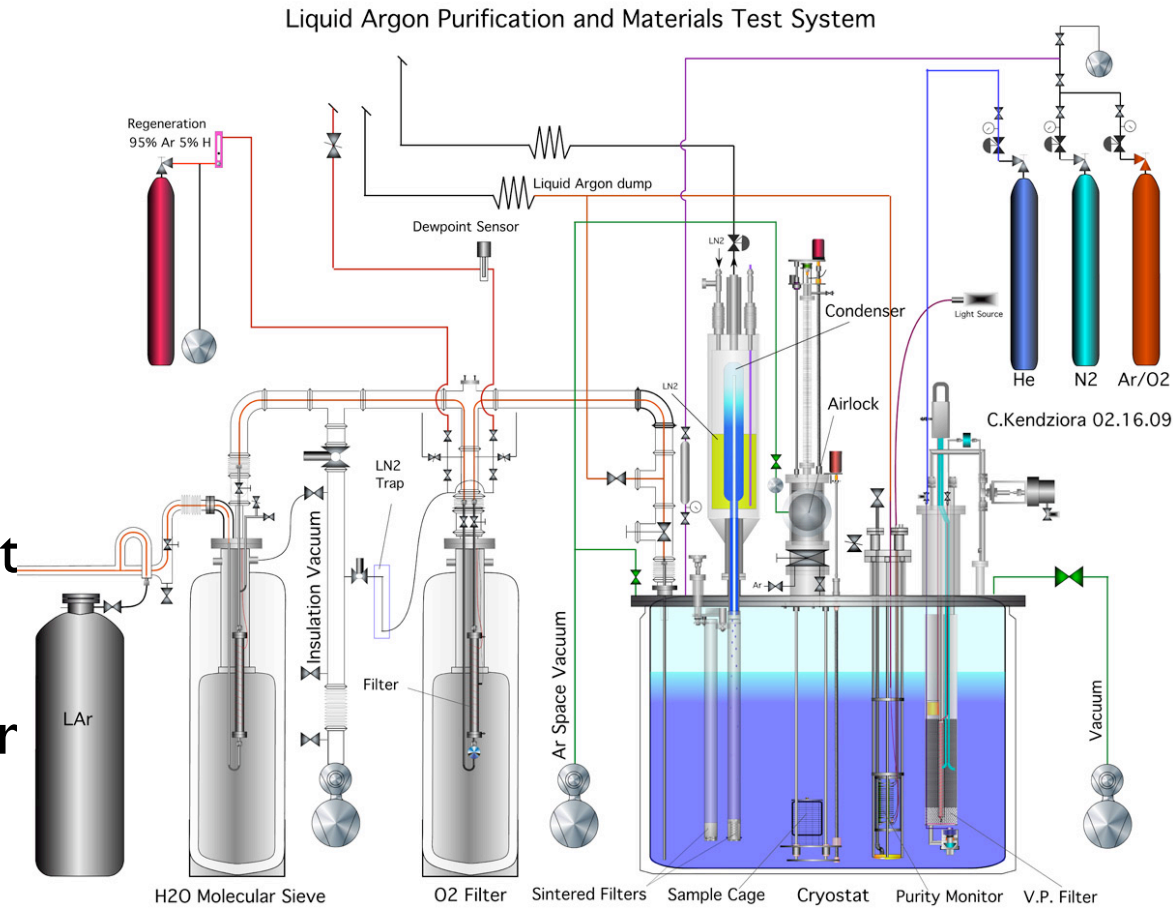 Liquid Argon Purification and Materials Test System
Regeneration
95% Ar 5% H
Liquid Argon dump
Dewpoint Sensor
LN2
Condenser
Light Source
He
N2
Ar/O2
C.Kendziora 02.16.09
LN2
Airlock
LN2
Trap
Insulation Vacuum
t
Ar
Filter
Ar Space Vacuum
Vacuum
LAr
r
H2O Molecular Sieve
O2 Filter
Sintered Filters
Sample Cage
Cryostat
Purity Monitor
V.P. Filter